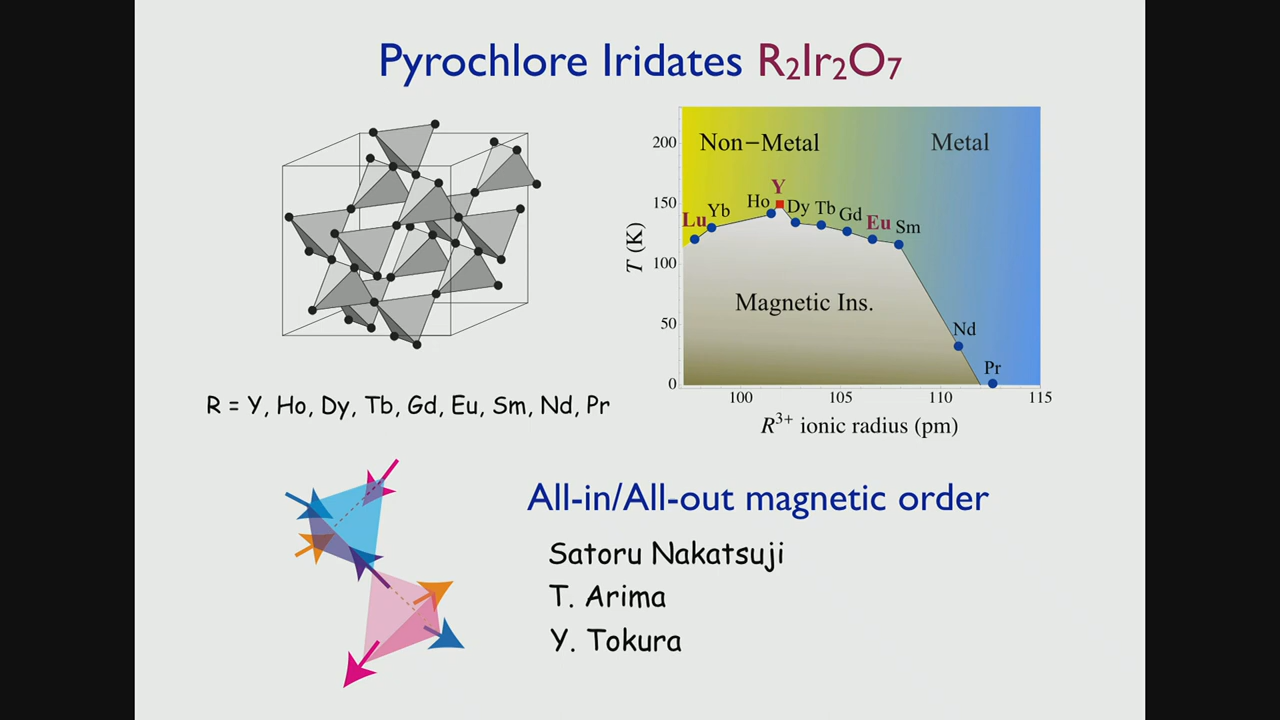 Pyrochlore Iridates R₂Ir₂O₇
Non−Metal
Metal
200
150
100
50
0
T (K)
Lu
Yb
Ho
Y
Dy
Tb
Gd
Eu
Sm
Magnetic Ins.
Nd
Pr
100
105
110
115
R³⁺ ionic radius (pm)
R = Y, Ho, Dy, Tb, Gd, Eu, Sm, Nd, Pr
All-in/All-out magnetic order
Satoru Nakatsuji
T. Arima
Y. Tokura